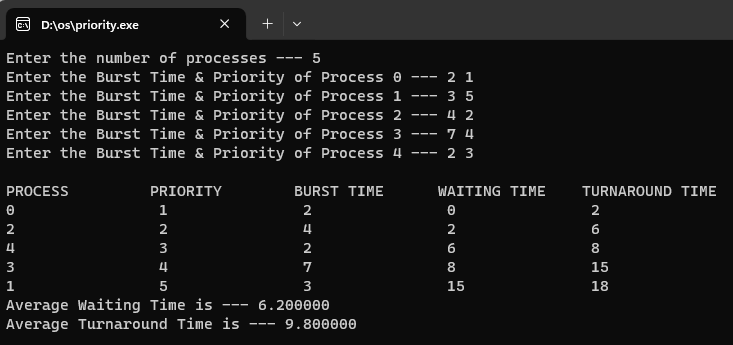 D:\os\priority.exe
Enter the number of processes --- 5
Enter the Burst Time & Priority of Process 0 --- 2 1
Enter the Burst Time & Priority of Process 1 --- 3 5
Enter the Burst Time & Priority of Process 2 --- 4 2
Enter the Burst Time & Priority of Process 3 --- 7 4
Enter the Burst Time & Priority of Process 4 --- 2 3
PROCESS PRIORITY BURST TIME WAITING TIME TURNAROUND TIME
0 1 2 0 2
2 2 4 2 6
4 3 2 6 8
3 4 7 8 15
1 5 3 15 18
Average Waiting Time is --- 6.200000
Average Turnaround Time is --- 9.800000